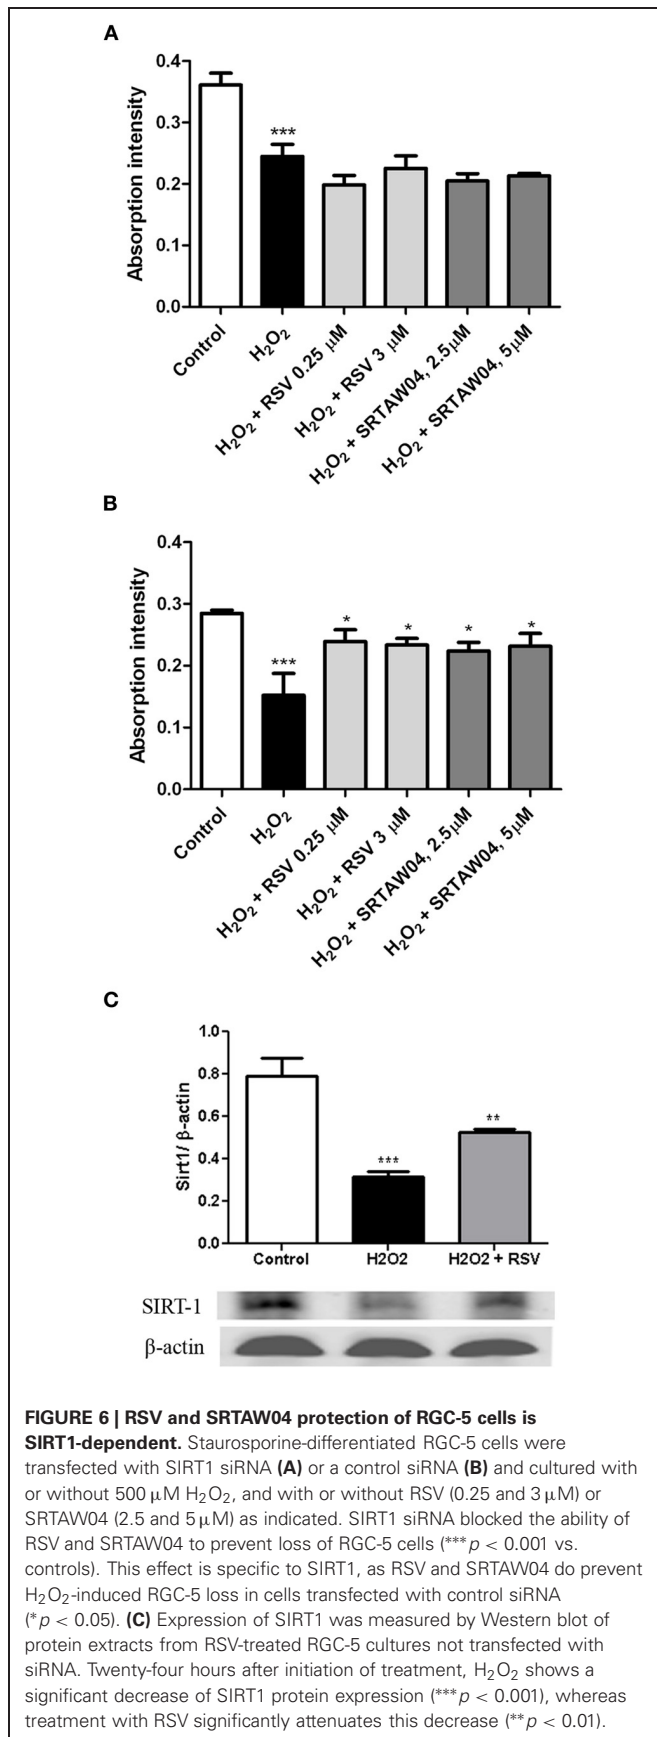 A
Absorption intensity
0.4
0.3
0.2
0.1
0.0
***
Control
H₂O₂
H₂O₂ + RSV 0.25 μM
H₂O₂ + RSV 3 μM
H₂O₂ + SRTAW04, 2.5μM
H₂O₂ + SRTAW04, 5μM
B
Absorption intensity
0.4
0.3
0.2
0.1
0.0
***
*
*
*
*
Control
H₂O₂
H₂O₂ + RSV 0.25 μM
H₂O₂ + RSV 3 μM
H₂O₂ + SRTAW04, 2.5μM
H₂O₂ + SRTAW04, 5μM
C
Sirt1/ β-actin
1.0
0.8
0.6
0.4
0.2
0.0
***
**
Control
H2O2
H2O2 + RSV
SIRT-1
β-actin
FIGURE 6 | RSV and SRTAW04 protection of RGC-5 cells is
SIRT1-dependent. Staurosporine-differentiated RGC-5 cells were
transfected with SIRT1 siRNA (A) or a control siRNA (B) and cultured with
or without 500 μM H₂O₂, and with or without RSV (0.25 and 3 μM) or
SRTAW04 (2.5 and 5 μM) as indicated. SIRT1 siRNA blocked the ability of
RSV and SRTAW04 to prevent loss of RGC-5 cells (***p < 0.001 vs.
controls). This effect is specific to SIRT1, as RSV and SRTAW04 do prevent
H₂O₂-induced RGC-5 loss in cells transfected with control siRNA
(*p < 0.05). (C) Expression of SIRT1 was measured by Western blot of
protein extracts from RSV-treated RGC-5 cultures not transfected with
siRNA. Twenty-four hours after initiation of treatment, H₂O₂ shows a
significant decrease of SIRT1 protein expression (***p < 0.001), whereas
treatment with RSV significantly attenuates this decrease (**p < 0.01).